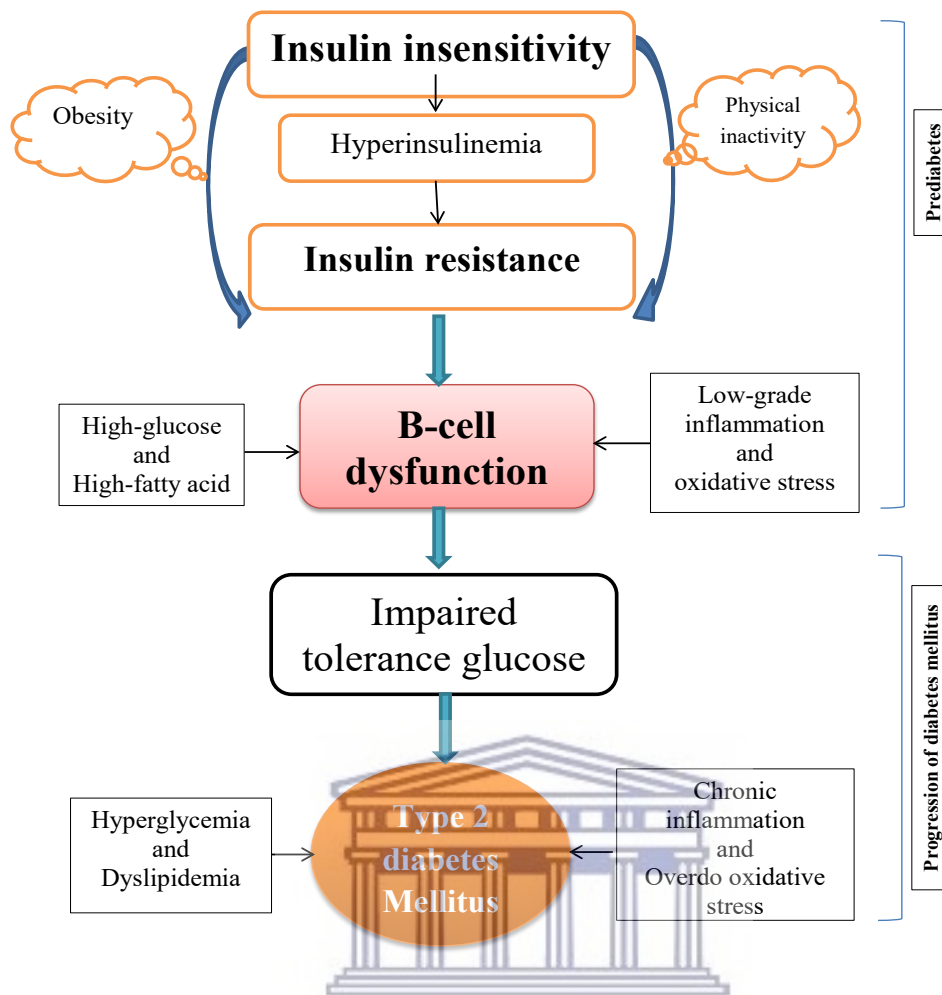 Insulin insensitivity
Obesity
Physical
inactivity
Hyperinsulinemia
Insulin resistance
Prediabetes
High-glucose
and
High-fatty acid
B-cell
dysfunction
Low-grade
inflammation
and
oxidative stress
Impaired
tolerance glucose
Progression of diabetes mellitus
Hyperglycemia
and
Dyslipidemia
Type 2
diabetes
Mellitus
Chronic
inflammation
and
Overdo oxidative
stress